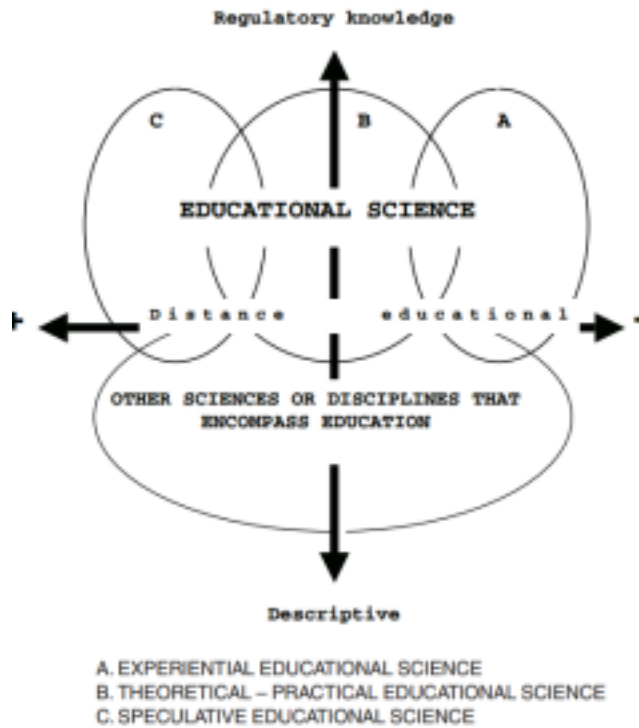 Regulatory knowledge
C B A
EDUCATIONAL SCIENCE
Distance educational
+
-
OTHER SCIENCES OR DISCIPLINES THAT
ENCOMPASS EDUCATION
Descriptive
A. EXPERIENTIAL EDUCATIONAL SCIENCE
B. THEORETICAL – PRACTICAL EDUCATIONAL SCIENCE
C. SPECULATIVE EDUCATIONAL SCIENCE